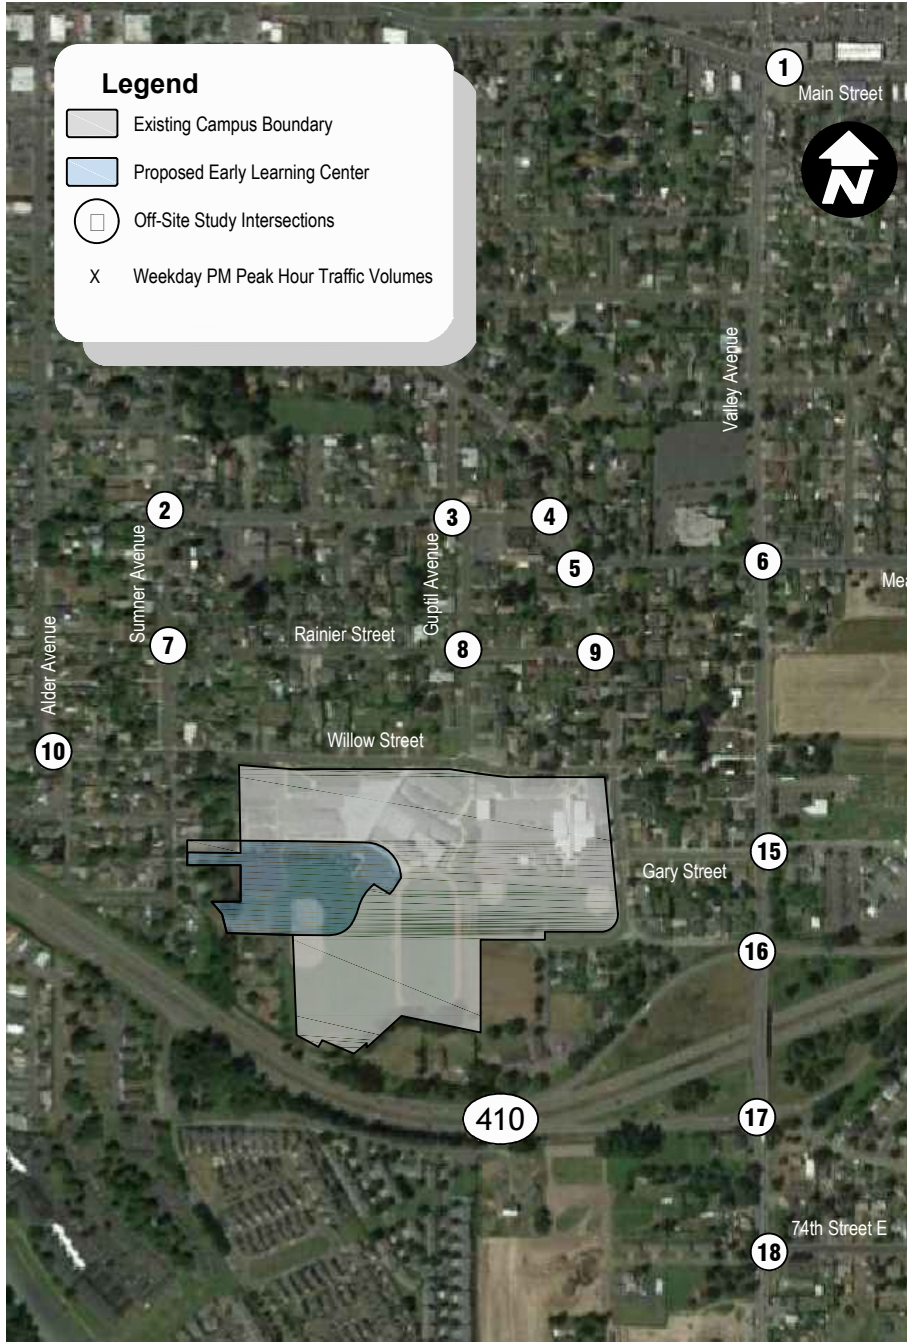 Legend
Existing Campus Boundary
Proposed Early Learning Center
Off-Site Study Intersections
X Weekday PM Peak Hour Traffic Volumes
1
Main Street
N
Valley Avenue
2
3
4
5
6
Mea
Sumner Avenue
Guptil Avenue
Alder Avenue
7
Rainier Street
8
9
10
Willow Street
15
Gary Street
16
410
17
74th Street E
18